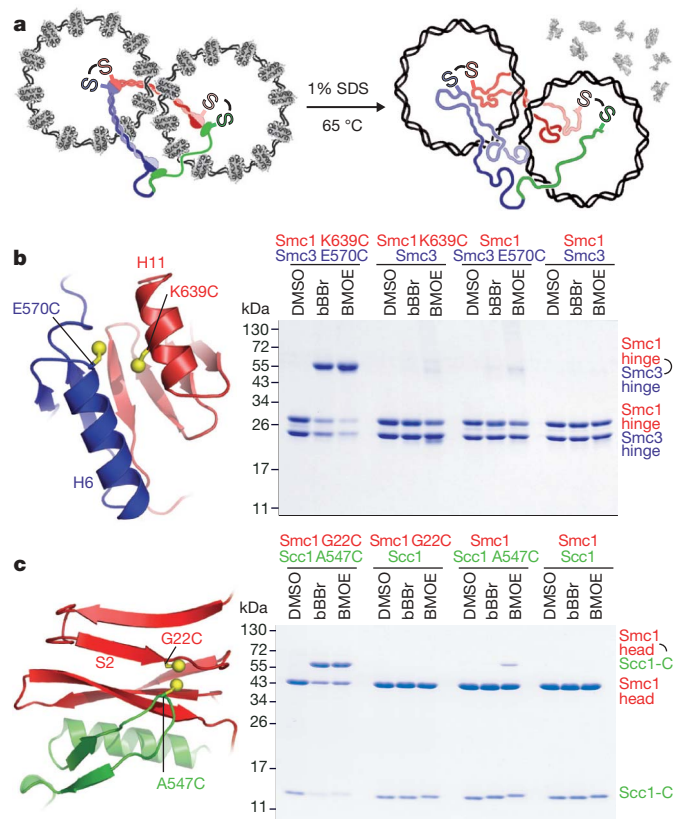 a
S S
S S
1% SDS
65 °C
S S
S S
b
H11
E570C
K639C
H6
Smc1 K639C Smc1 K639C Smc1 Smc1
Smc3 E570C Smc3 Smc3 E570C Smc3
DMSO bBBr BMOE DMSO bBBr BMOE DMSO bBBr BMOE DMSO bBBr BMOE
kDa
130
72
55
43
34
26
17
11
Smc1
hinge
Smc3
hinge
Smc1
hinge
Smc3
hinge
c
G22C
S2
A547C
Smc1 G22C Smc1 G22C Smc1 Smc1
Scc1 A547C Scc1 Scc1 A547C Scc1
DMSO bBBr BMOE DMSO bBBr BMOE DMSO bBBr BMOE DMSO bBBr BMOE
kDa
130
72
55
43
34
26
17
11
Smc1
head
Scc1-C
Smc1
head
Scc1-C